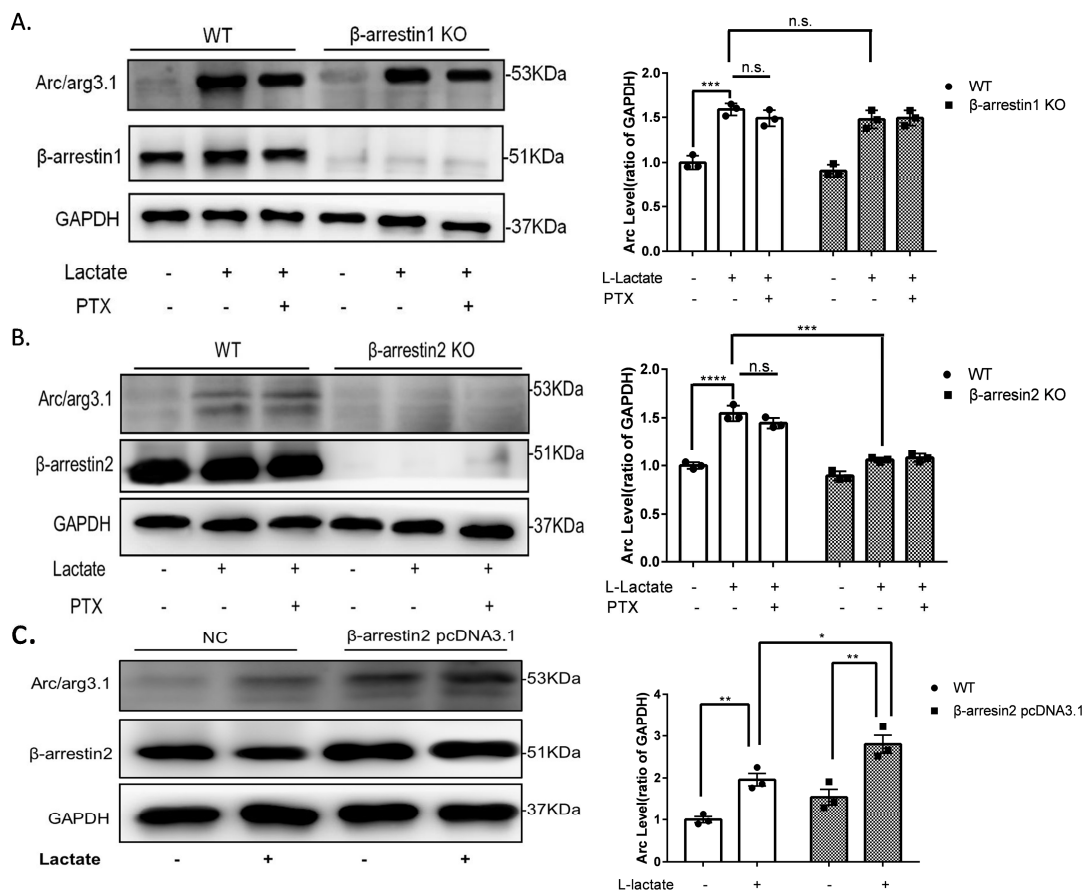 A.
WT β-arrestin1 KO
Arc/arg3.1 -53KDa
β-arrestin1 -51KDa
GAPDH -37KDa
Lactate - + + - + +
PTX - - + - - +
n.s.
*** n.s.
WT
β-arrestin1 KO
Arc Level(ratio of GAPDH)
2.0
1.5
1.0
0.5
0.0
L-Lactate - + + - + +
PTX - - + - - +
B.
WT β-arrestin2 KO
Arc/arg3.1 -53KDa
β-arrestin2 -51KDa
GAPDH -37KDa
Lactate - + + - + +
PTX - - + - - +
***
**** n.s.
WT
β-arresin2 KO
Arc Level(ratio of GAPDH)
2.0
1.5
1.0
0.5
0.0
L-Lactate - + + - + +
PTX - - + - - +
C.
NC β-arrestin2 pcDNA3.1
Arc/arg3.1 -53KDa
β-arrestin2 -51KDa
GAPDH -37KDa
Lactate - + - +
*
** **
WT
β-arresin2 pcDNA3.1
Arc Level(ratio of GAPDH)
4
3
2
1
0
L-lactate - + - +